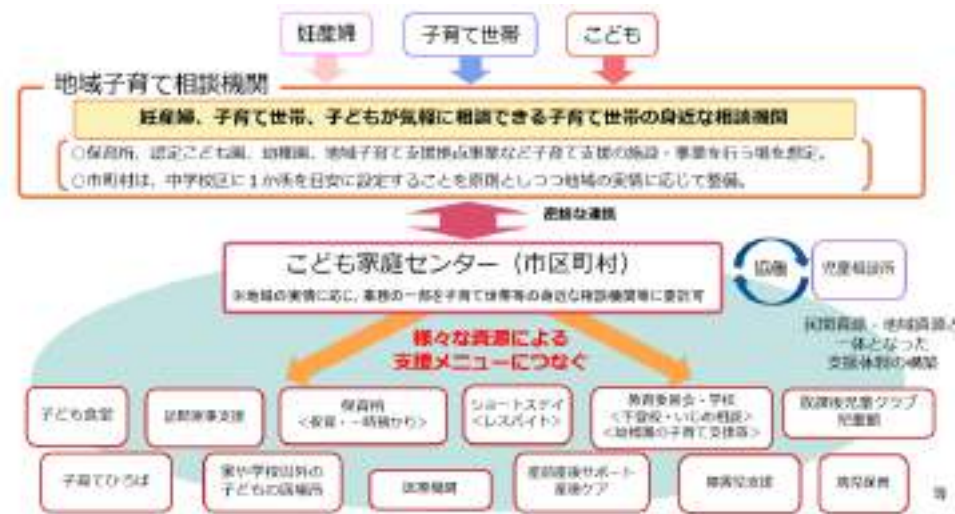 妊産婦
子育て世帯
こども
地域子育て相談機関
妊産婦、子育て世帯、子どもが気軽に相談できる子育て世帯の身近な相談機関
○保育所、認定こども園、幼稚園、地域子育て支援拠点事業など子育て支援の施設・事業を行う場を想定。
○市町村は、中学校区に1か所を目安に設定することを原則としつつ地域の実情に応じて整備。
密接な連携
こども家庭センター（市区町村）
※地域の実情に応じ、業務の一部を子育て世帯等の身近な相談機関等に委託可
協働
児童相談所
民間資源・地域資源と
一体となった
支援体制の構築
様々な資源による
支援メニューにつなぐ
子ども食堂
訪問家事支援
保育所
<保育・一時預かり>
ショートステイ
<レスパイト>
教育委員会・学校
<不登校・いじめ相談>
<幼稚園の子育て支援等>
放課後児童クラブ
児童館
子育てひろば
家や学校以外の
子どもの居場所
医療機関
産前産後サポート
産後ケア
障害児支援
病児保育
等